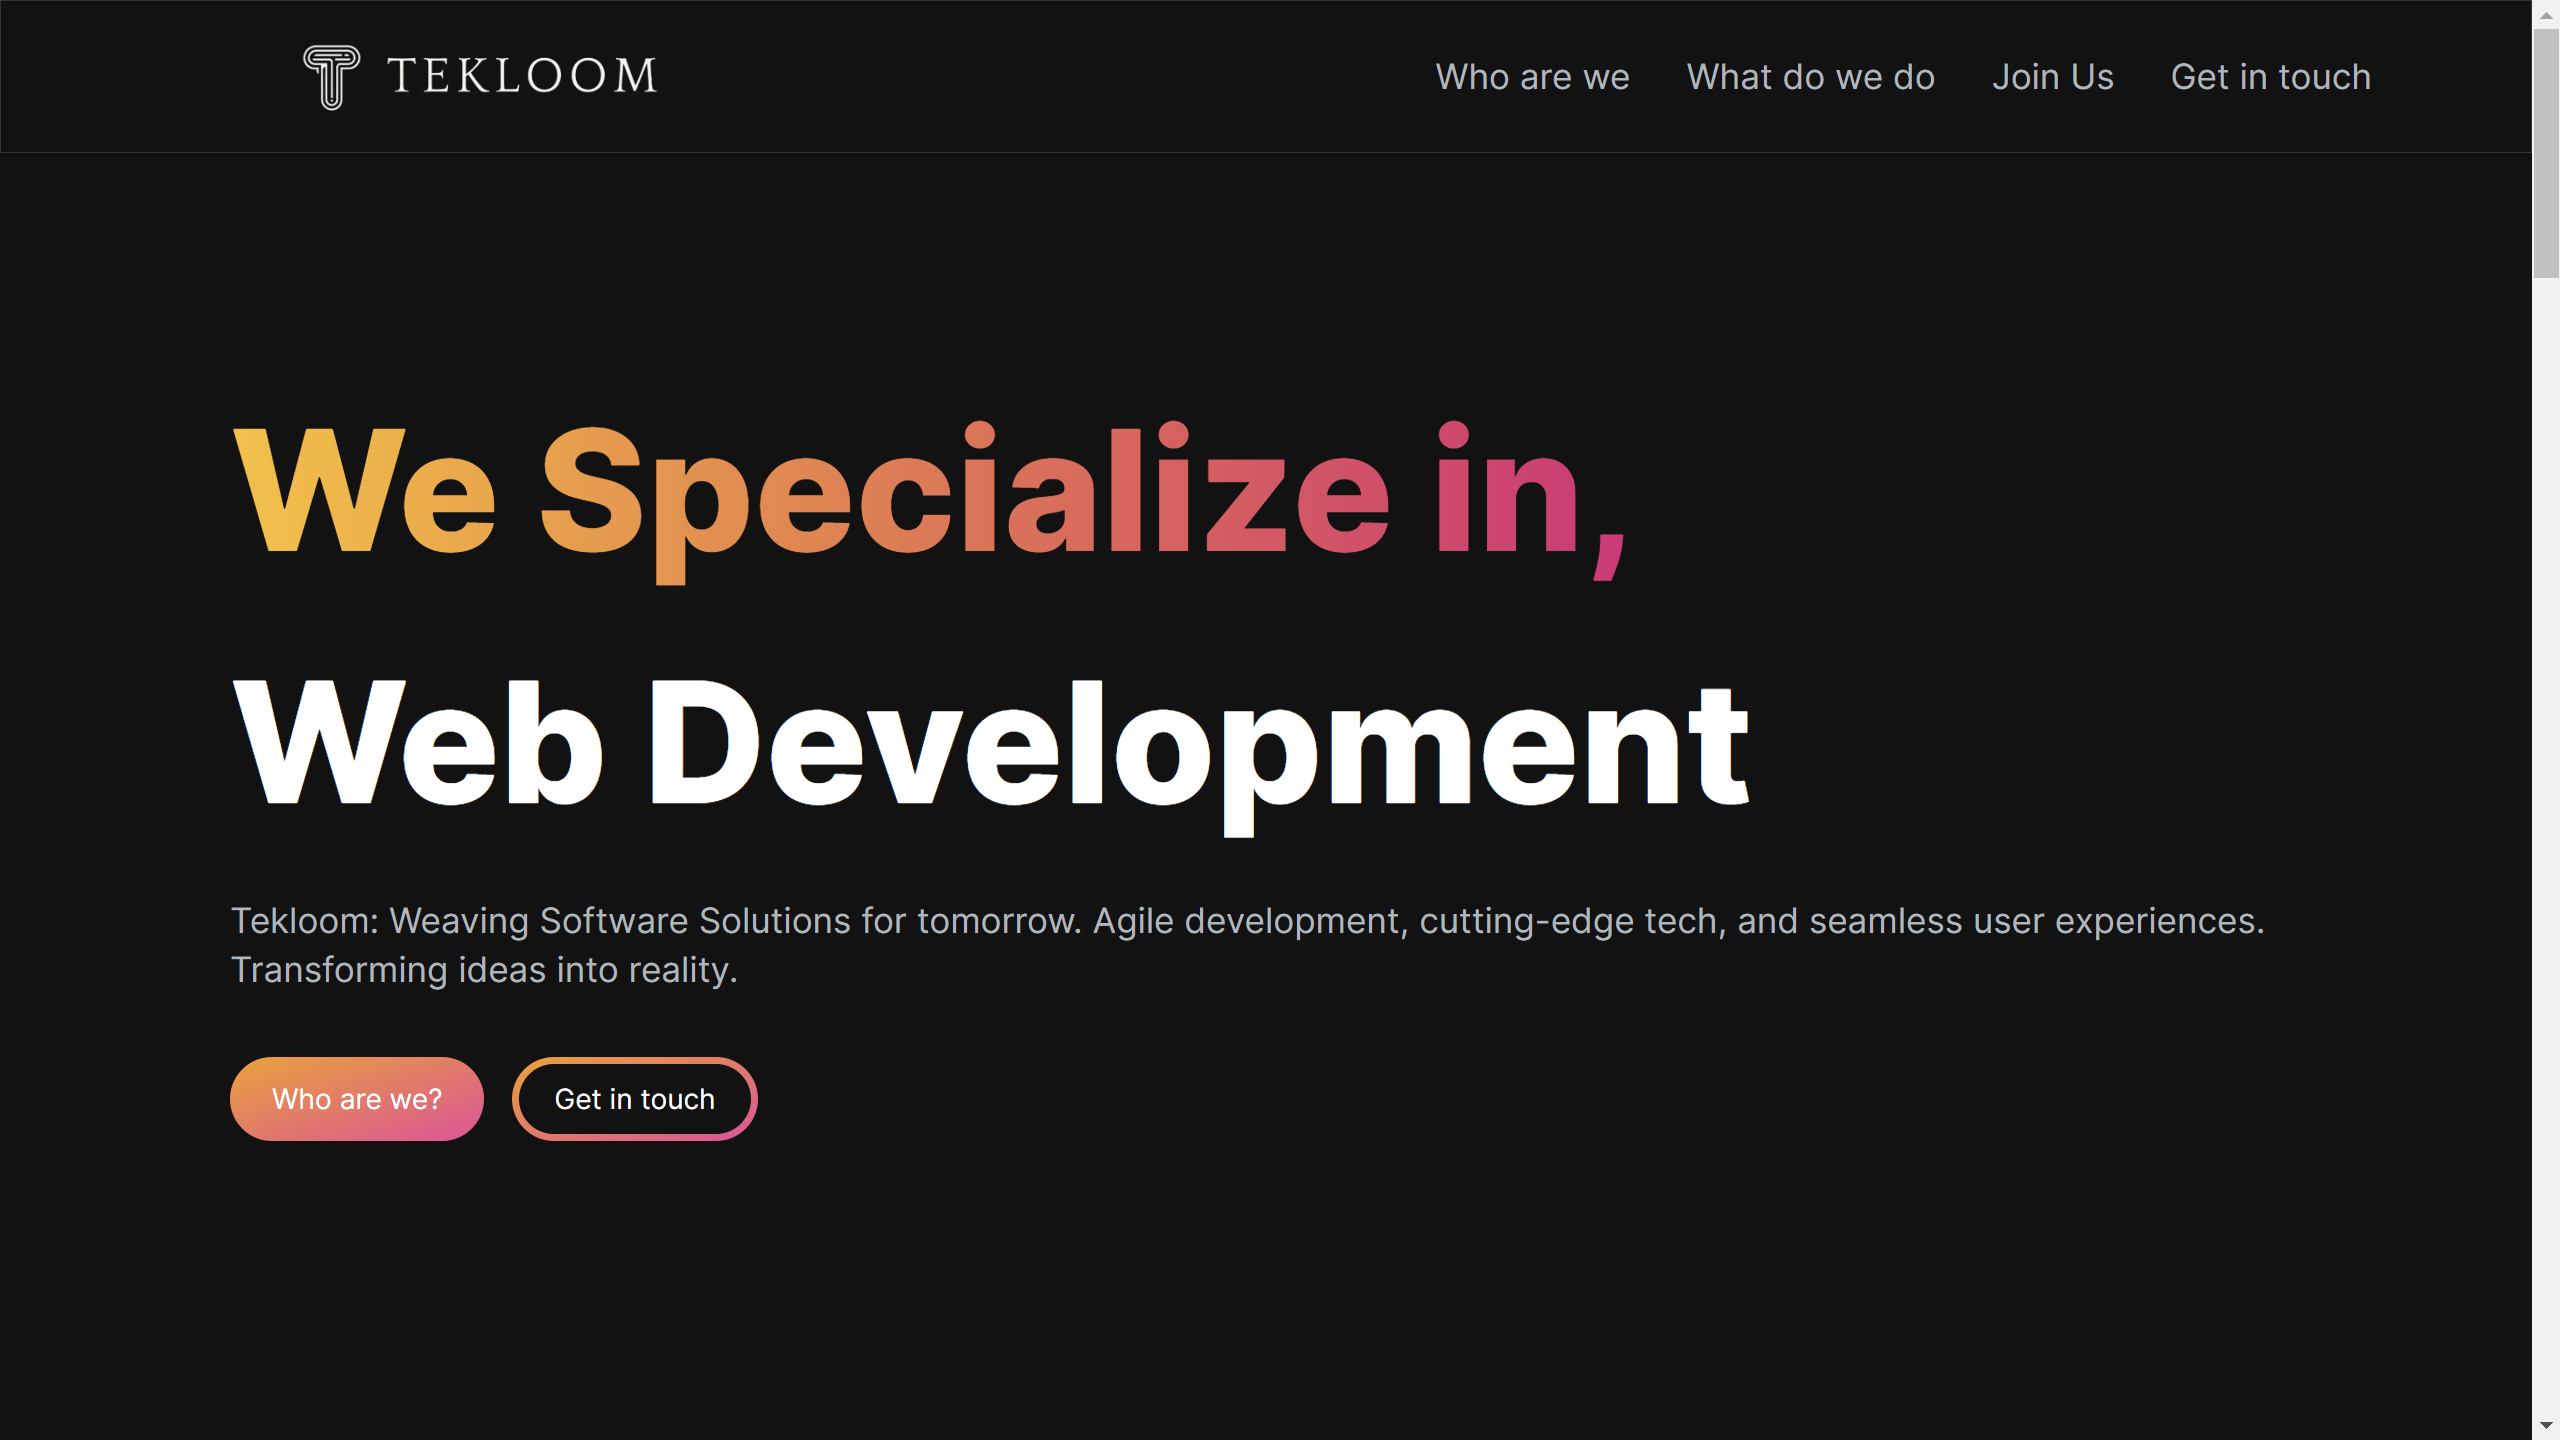 TEKLOOM
Who are we
What do we do
Join Us
Get in touch
We Specialize in,
Web Development
Tekloom: Weaving Software Solutions for tomorrow. Agile development, cutting-edge tech, and seamless user experiences.
Transforming ideas into reality.
Who are we?
Get in touch